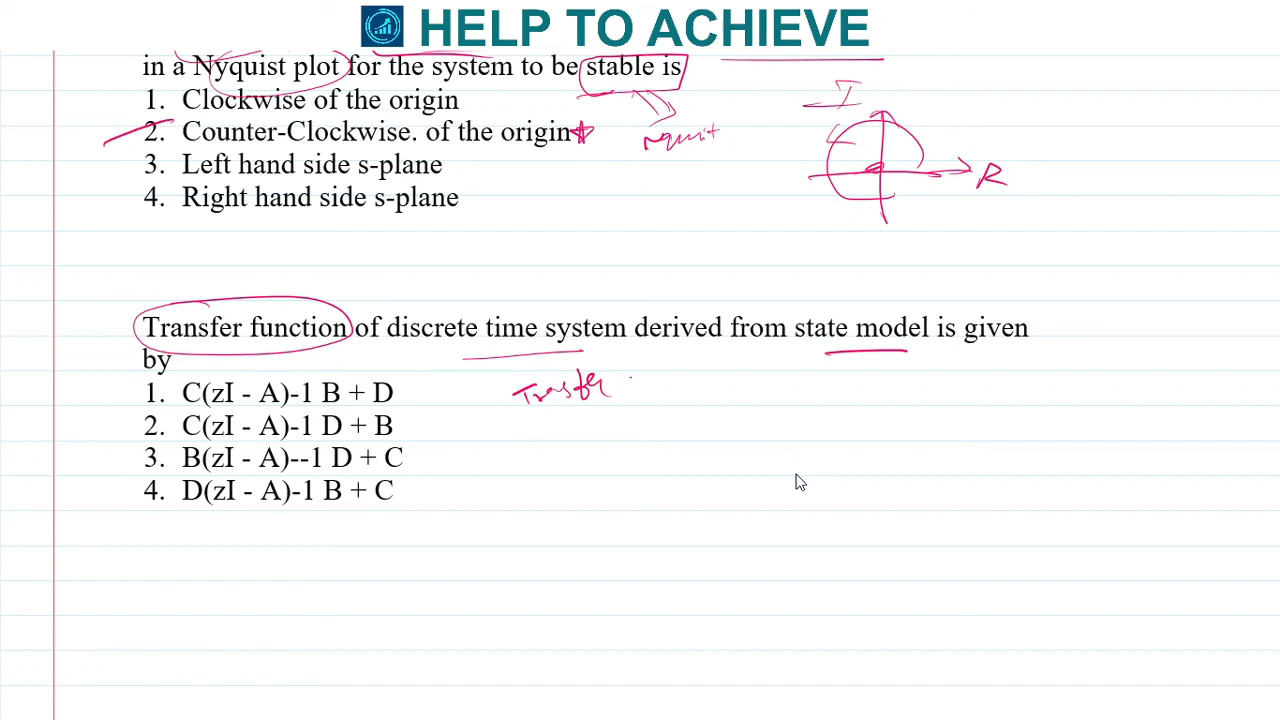 HELP TO ACHIEVE
in a Nyquist plot for the system to be stable is
1. Clockwise of the origin
2. Counter-Clockwise. of the origin
3. Left hand side s-plane
4. Right hand side s-plane
I
R
Transfer function of discrete time system derived from state model is given
by
1. C(zI - A)-1 B + D
2. C(zI - A)-1 D + B
3. B(zI - A)--1 D + C
4. D(zI - A)-1 B + C
Transfer